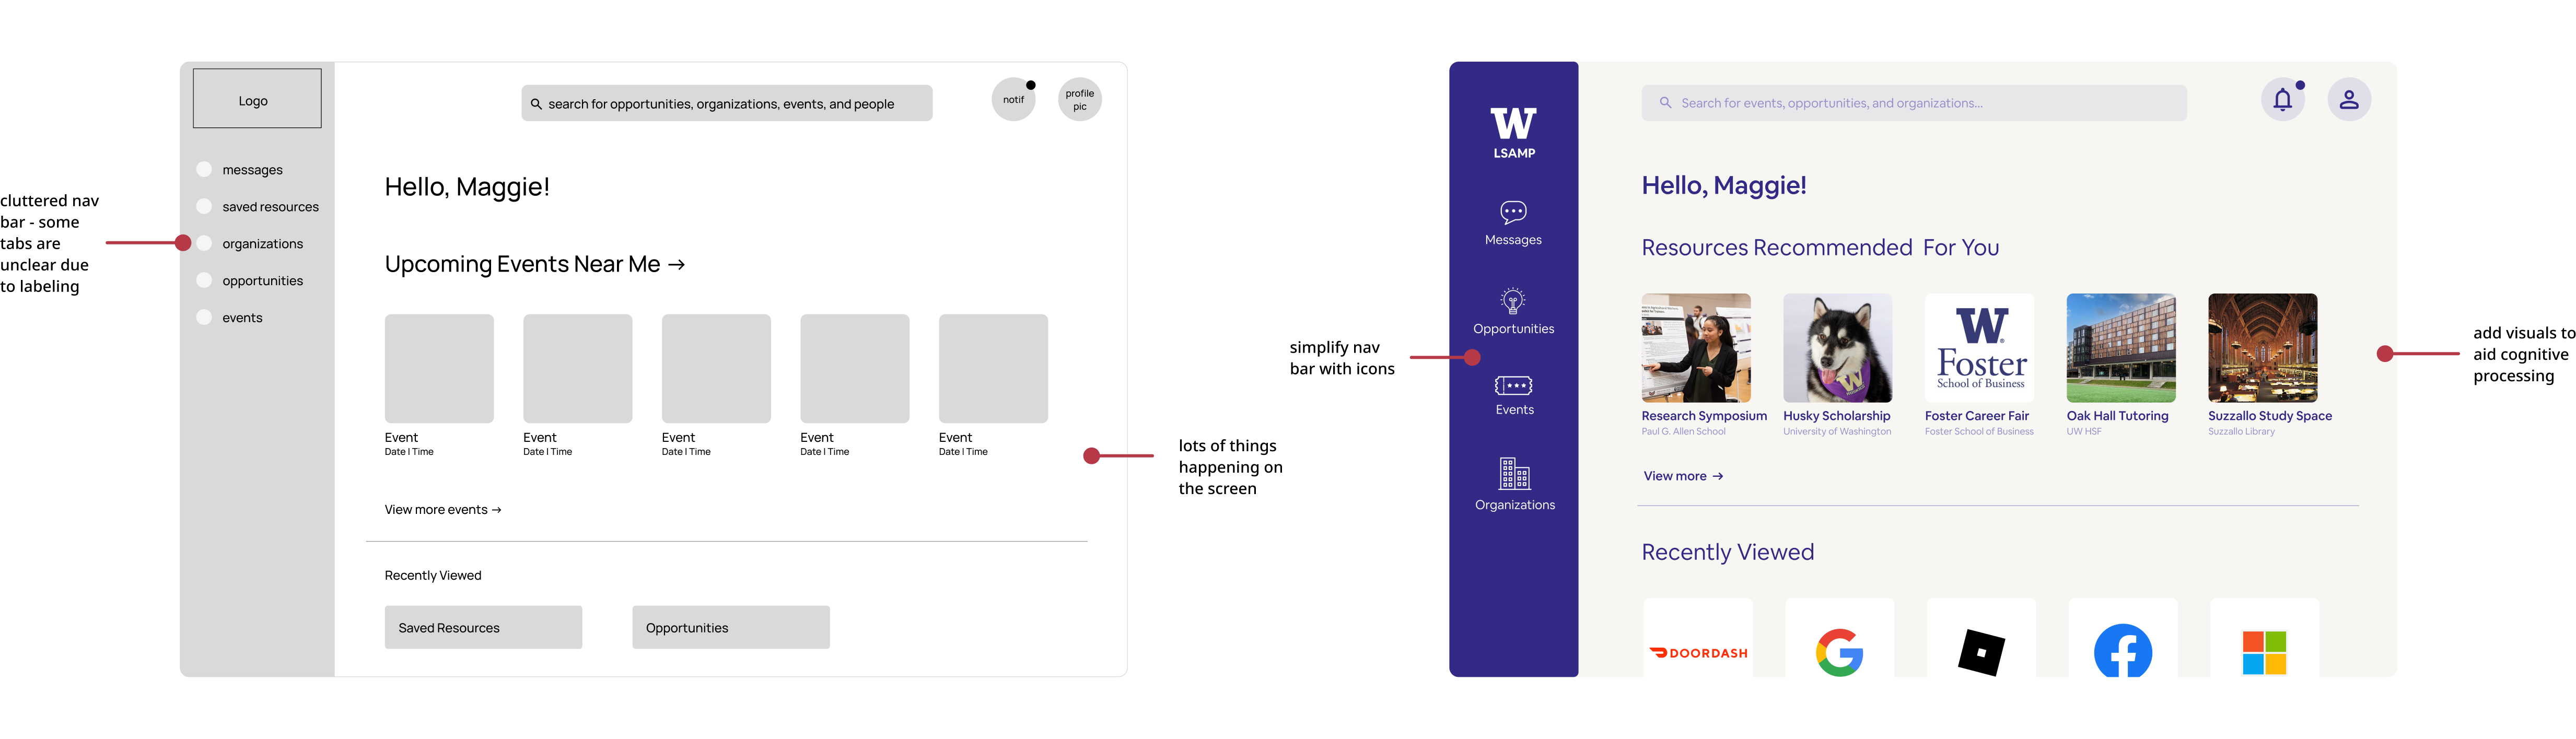 cluttered nav
bar - some
tabs are
unclear due
to labeling
Logo
messages
saved resources
organizations
opportunities
events
search for opportunities, organizations, events, and people
notif
profile
pic
Hello, Maggie!
Upcoming Events Near Me →
Event
Date | Time
Event
Date | Time
Event
Date | Time
Event
Date | Time
Event
Date | Time
View more events →
Recently Viewed
Saved Resources
Opportunities
lots of things
happening on
the screen
simplify nav
bar with icons
W
LSAMP
Messages
Opportunities
Events
Organizations
Search for events, opportunities, and organizations...
Hello, Maggie!
Resources Recommended For You
W
Foster
School of Business
Research Symposium
Paul G. Allen School
Husky Scholarship
University of Washington
Foster Career Fair
Foster School of Business
Oak Hall Tutoring
UW HSF
Suzzallo Study Space
Suzzallo Library
View more →
Recently Viewed
DOORDASH
add visuals to
aid cognitive
processing